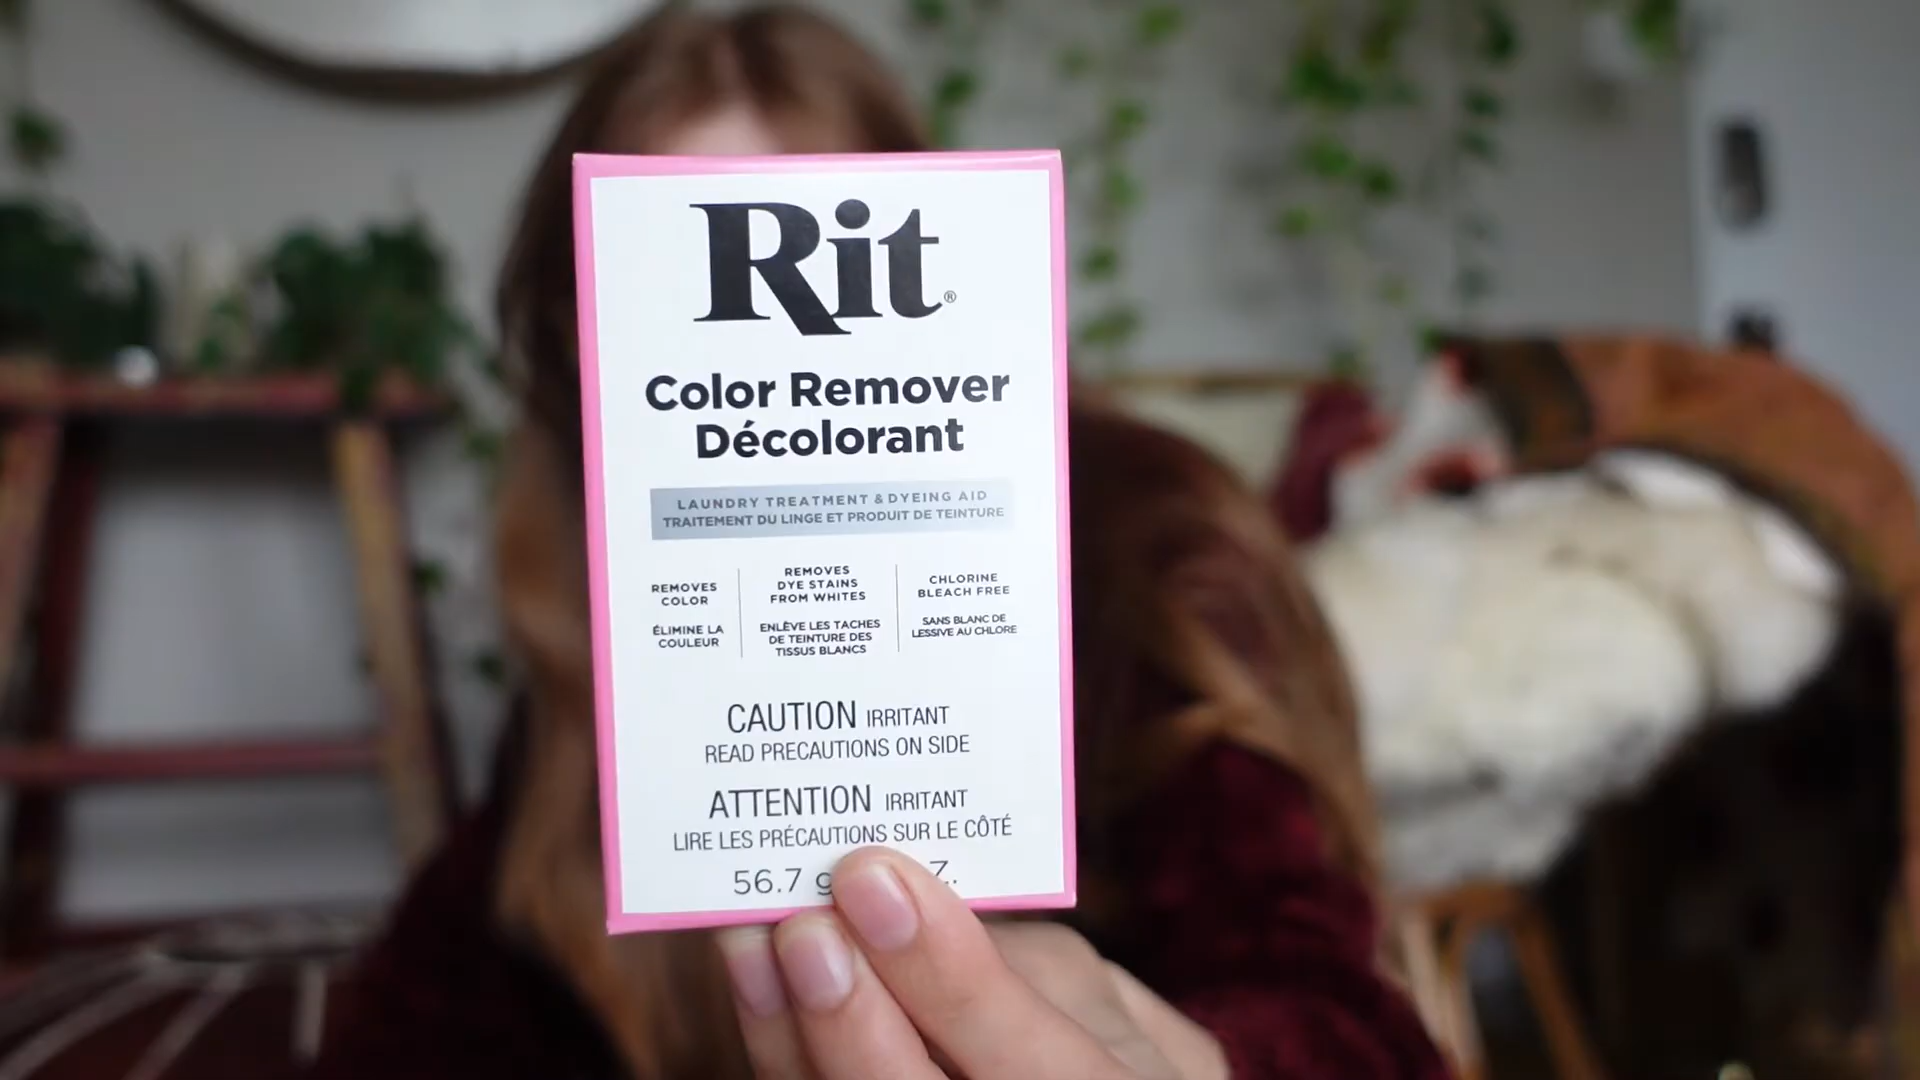 Rit®
Color Remover
Décolorant
LAUNDRY TREATMENT & DYEING AID
TRAITEMENT DU LINGE ET PRODUIT DE TEINTURE
REMOVES
COLOR
ÉLIMINE LA
COULEUR
REMOVES
DYE STAINS
FROM WHITES
ENLÈVE LES TACHES
DE TEINTURE DES
TISSUS BLANCS
CHLORINE
BLEACH FREE
SANS BLANC DE
LESSIVE AU CHLORE
CAUTION IRRITANT
READ PRECAUTIONS ON SIDE
ATTENTION IRRITANT
LIRE LES PRÉCAUTIONS SUR LE CÔTÉ
56.7 g